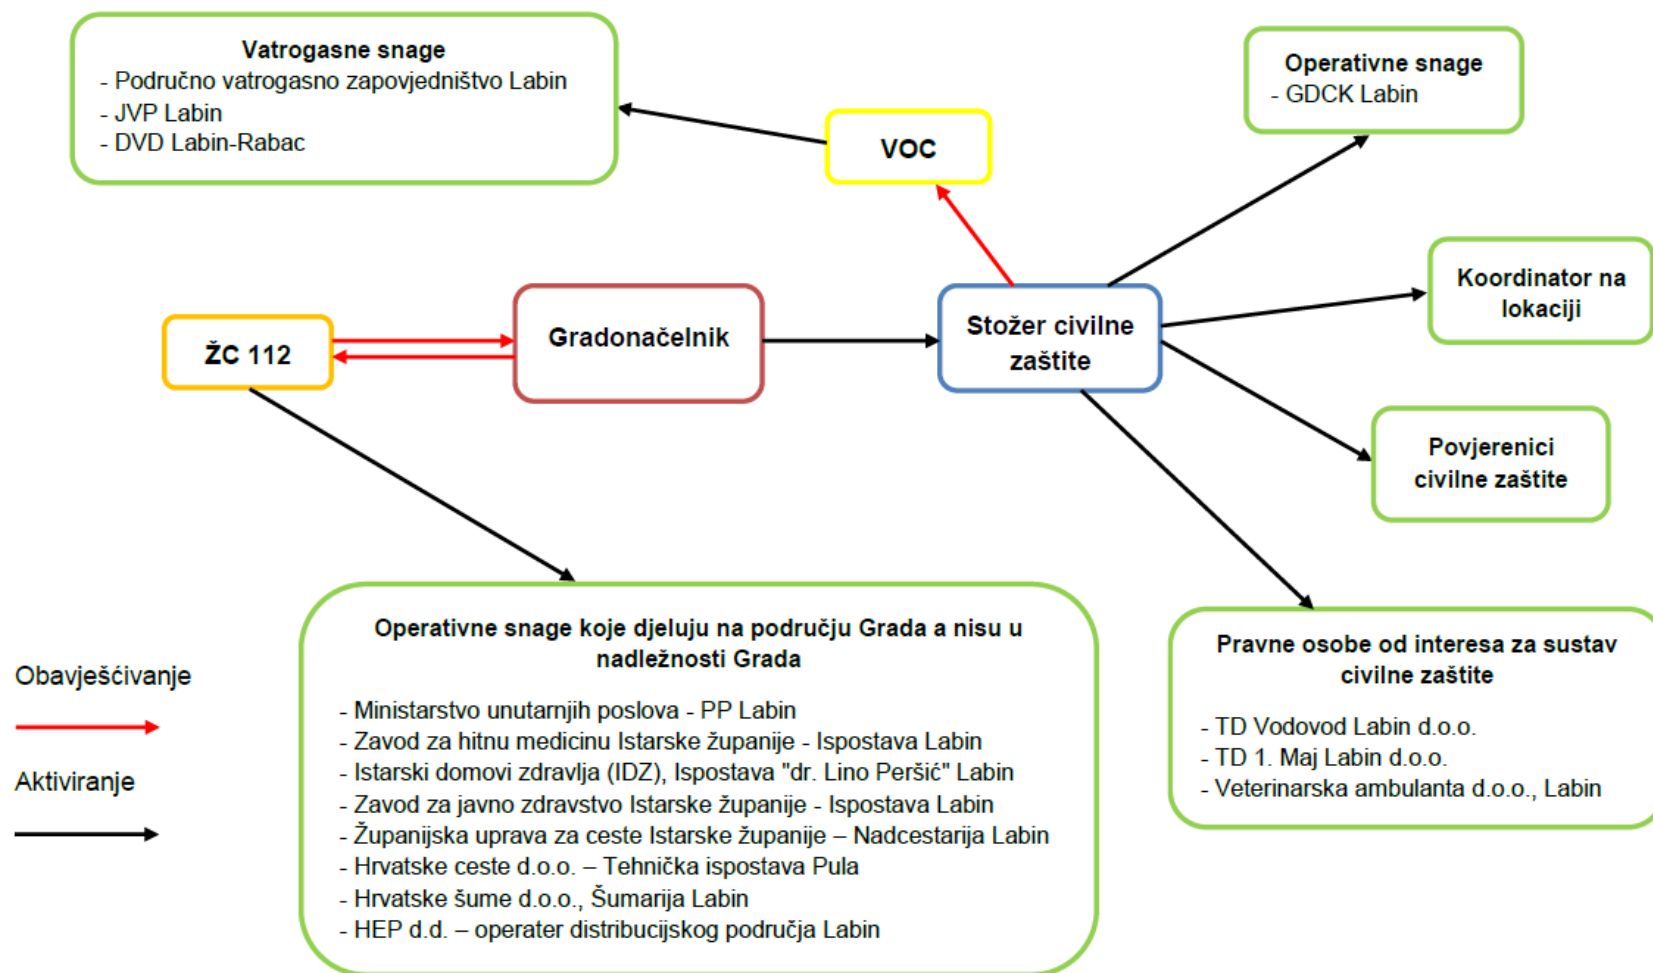 Vatrogasne snage
- Područno vatrogasno zapovjedništvo Labin
- JVP Labin
- DVD Labin-Rabac
VOC
Operativne snage
- GDCK Labin
ŽC 112
Gradonačelnik
Stožer civilne
zaštite
Koordinator na
lokaciji
Povjerenici
civilne zaštite
Obavješćivanje
Aktiviranje
Operativne snage koje djeluju na području Grada a nisu u
nadležnosti Grada
- Ministarstvo unutarnjih poslova - PP Labin
- Zavod za hitnu medicinu Istarske županije - Ispostava Labin
- Istarski domovi zdravlja (IDZ), Ispostava "dr. Lino Peršić" Labin
- Zavod za javno zdravstvo Istarske županije - Ispostava Labin
- Županijska uprava za ceste Istarske županije – Nadcestarija Labin
- Hrvatske ceste d.o.o. – Tehnička ispostava Pula
- Hrvatske šume d.o.o., Šumarija Labin
- HEP d.d. – operater distribucijskog područja Labin
Pravne osobe od interesa za sustav
civilne zaštite
- TD Vodovod Labin d.o.o.
- TD 1. Maj Labin d.o.o.
- Veterinarska ambulanta d.o.o., Labin